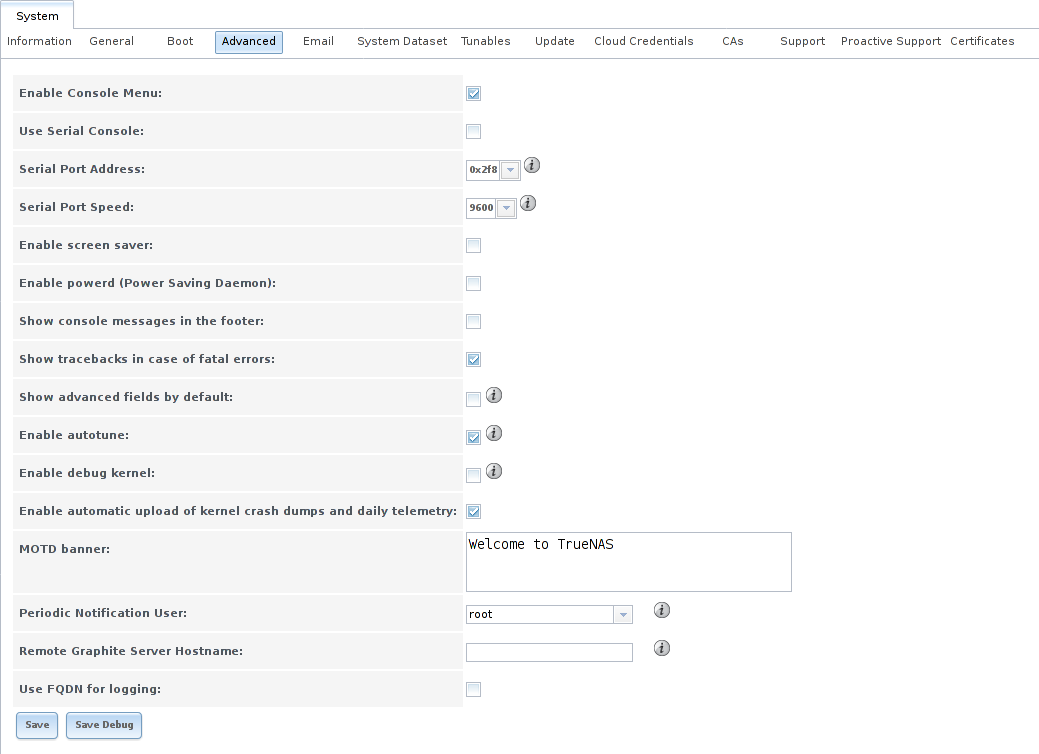 System
Information General Boot Advanced Email System Dataset Tunables Update Cloud Credentials CAs Support Proactive Support Certificates
Enable Console Menu:
Use Serial Console:
Serial Port Address: 0x2f8
Serial Port Speed: 9600
Enable screen saver:
Enable powerd (Power Saving Daemon):
Show console messages in the footer:
Show tracebacks in case of fatal errors:
Show advanced fields by default:
Enable autotune:
Enable debug kernel:
Enable automatic upload of kernel crash dumps and daily telemetry:
MOTD banner: Welcome to TrueNAS
Periodic Notification User: root
Remote Graphite Server Hostname:
Use FQDN for logging:
Save Save Debug